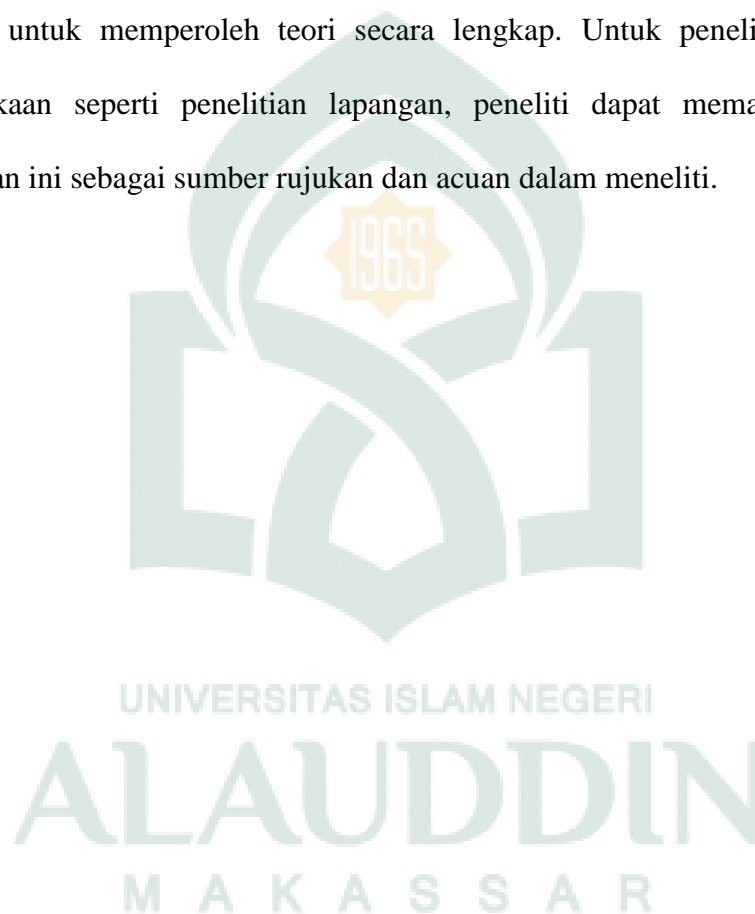 untuk memperoleh teori secara lengkap. Untuk peneli
kaan seperti penelitian lapangan, peneliti dapat mema
an ini sebagai sumber rujukan dan acuan dalam meneliti.
1965
UNIVERSITAS ISLAM NEGERI
ALAUDDIN
MAKASSAR